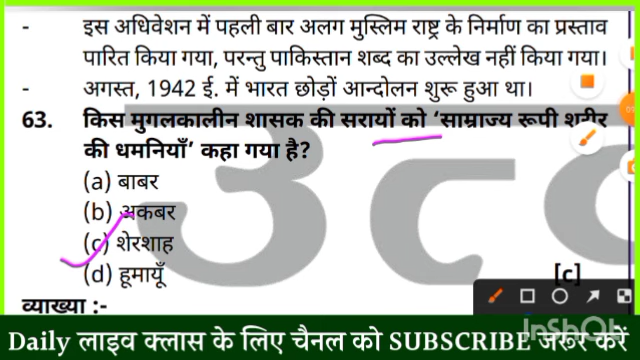 - इस अधिवेशन में पहली बार अलग मुस्लिम राष्ट्र के निर्माण का प्रस्ताव
पारित किया गया, परन्तु पाकिस्तान शब्द का उल्लेख नहीं किया गया।
- अगस्त, 1942 ई. में भारत छोड़ों आन्दोलन शुरू हुआ था।
63. किस मुगलकालीन शासक की सरायों को 'साम्राज्य रूपी शरीर
की धमनियाँ' कहा गया है?
(a) बाबर
(b) अकबर
(c) शेरशाह
(d) हूमायूँ [c]
व्याख्या :-
InShOt
Daily लाइव क्लास के लिए चैनल को SUBSCRIBE जरूर करें